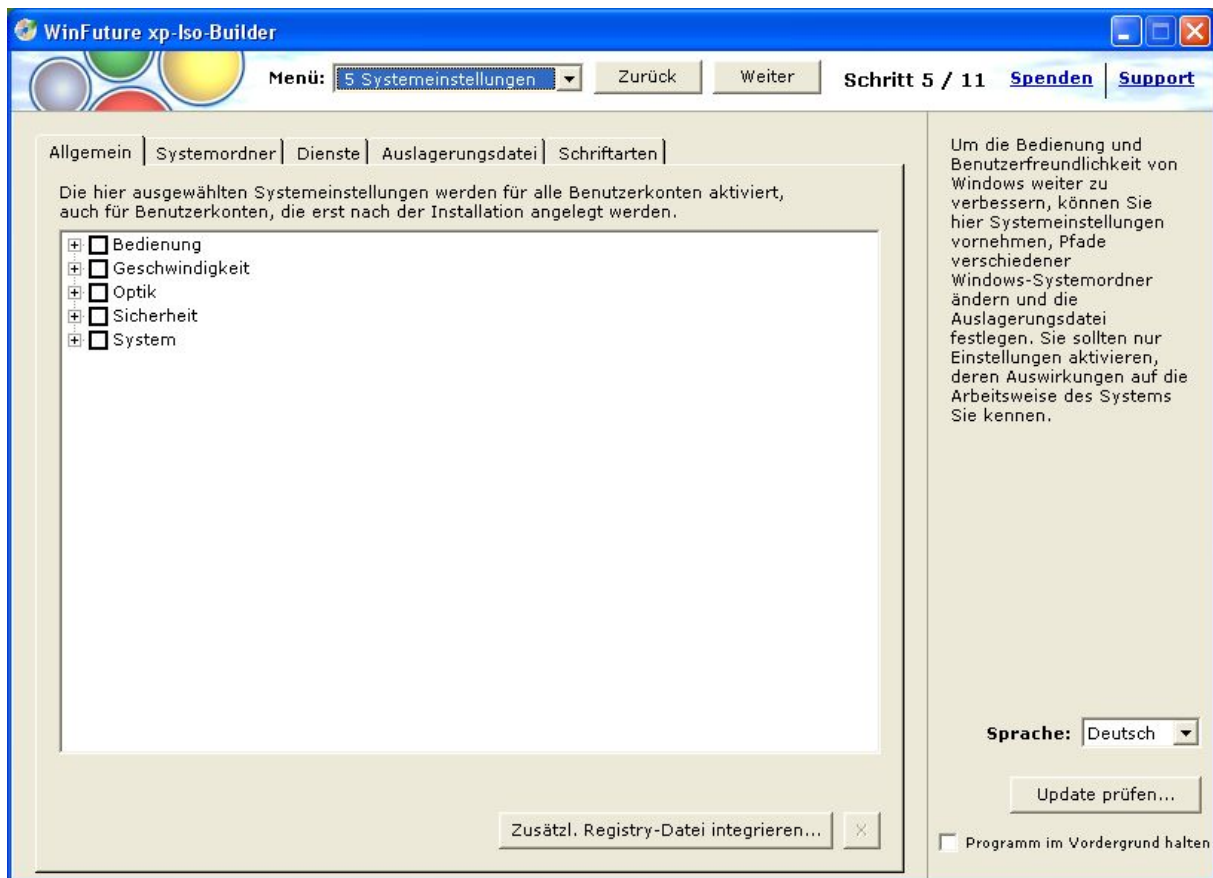 WinFuture xp-Iso-Builder
Menü: 5 Systemeinstellungen Zurück Weiter Schritt 5 / 11 Spenden Support
Allgemein Systemordner Dienste Auslagerungsdatei Schriftarten
Die hier ausgewählten Systemeinstellungen werden für alle Benutzerkonten aktiviert,
auch für Benutzerkonten, die erst nach der Installation angelegt werden.
Bedienung
Geschwindigkeit
Optik
Sicherheit
System
Zusätzl. Registry-Datei integrieren... X
Um die Bedienung und
Benutzerfreundlichkeit von
Windows weiter zu
verbessern, können Sie
hier Systemeinstellungen
vornehmen, Pfade
verschiedener
Windows-Systemordner
ändern und die
Auslagerungsdatei
festlegen. Sie sollten nur
Einstellungen aktivieren,
deren Auswirkungen auf die
Arbeitsweise des Systems
Sie kennen.
Sprache: Deutsch
Update prüfen...
Programm im Vordergrund halten